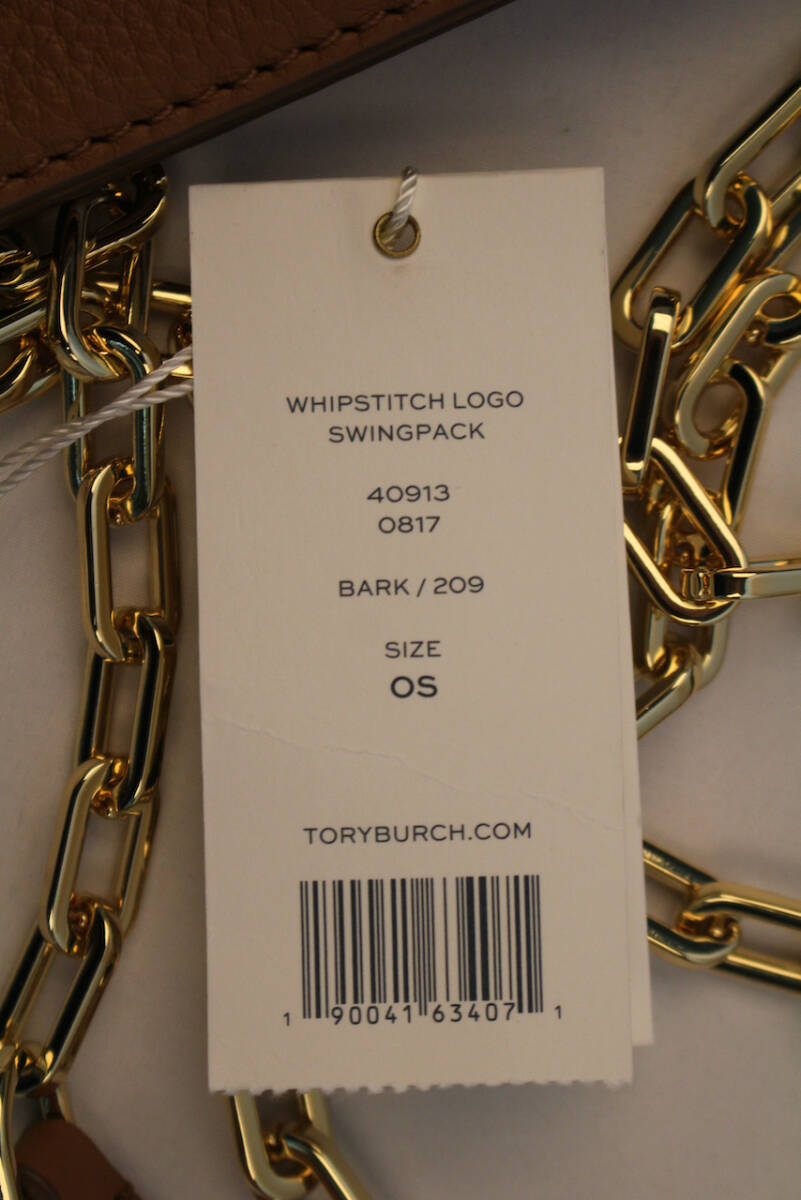 WHIPSTITCH LOGO
SWINGPACK
40913
0817
BARK / 209
SIZE
OS
TORYBURCH.COM
1 90041 63407 1